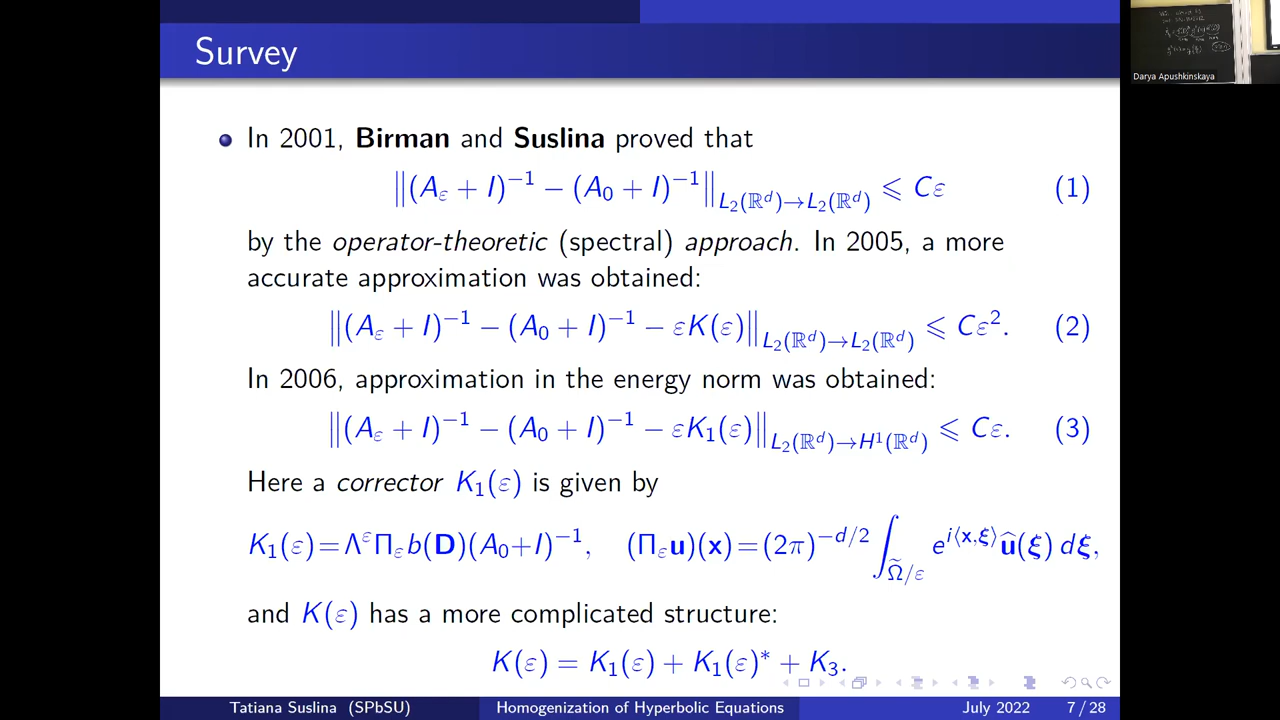 Survey
In 2001, Birman and Suslina proved that
‖(A_ε + I)^{−1} − (A_0 + I)^{−1}‖_{L_2(ℝ^d)→L_2(ℝ^d)} ⩽ Cε (1)
by the operator-theoretic (spectral) approach. In 2005, a more
accurate approximation was obtained:
‖(A_ε + I)^{−1} − (A_0 + I)^{−1} − εK(ε)‖_{L_2(ℝ^d)→L_2(ℝ^d)} ⩽ Cε^2. (2)
In 2006, approximation in the energy norm was obtained:
‖(A_ε + I)^{−1} − (A_0 + I)^{−1} − εK_1(ε)‖_{L_2(ℝ^d)→H^1(ℝ^d)} ⩽ Cε. (3)
Here a corrector K_1(ε) is given by
K_1(ε)=Λ^εΠ_εb(D)(A_0+I)^{−1}, (Π_εu)(x)=(2π)^{−d/2} ∫_{Ω̃/ε} e^{i⟨x,ξ⟩}û(ξ) dξ,
and K(ε) has a more complicated structure:
K(ε) = K_1(ε) + K_1(ε)^* + K_3.
Tatiana Suslina (SPbSU) Homogenization of Hyperbolic Equations July 2022 7 / 28
Darya Apushkinskaya